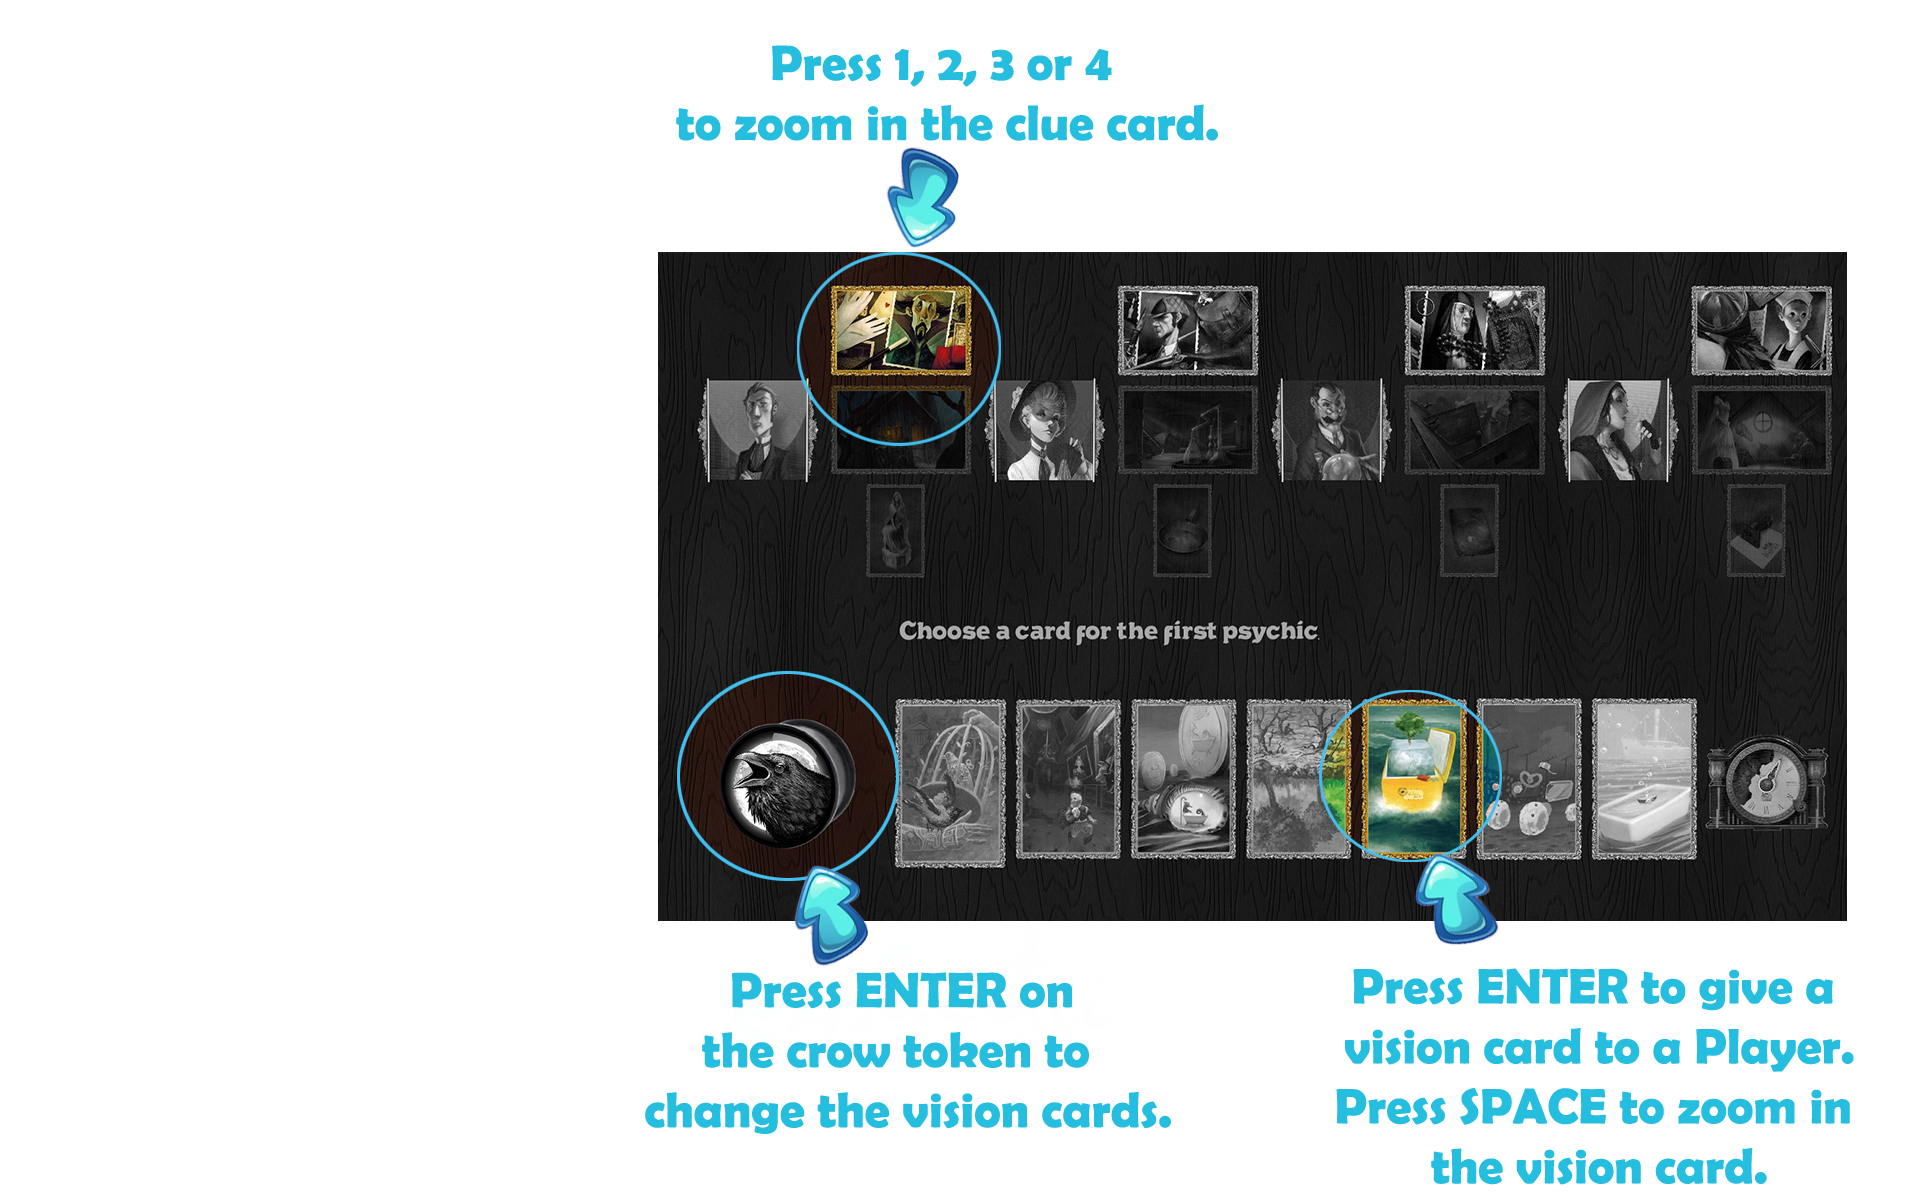 Press 1, 2, 3 or 4
to zoom in the clue card.
Choose a card for the first psychic.
Press ENTER on
the crow token to
change the vision cards.
Press ENTER to give a
vision card to a Player.
Press SPACE to zoom in
the vision card.